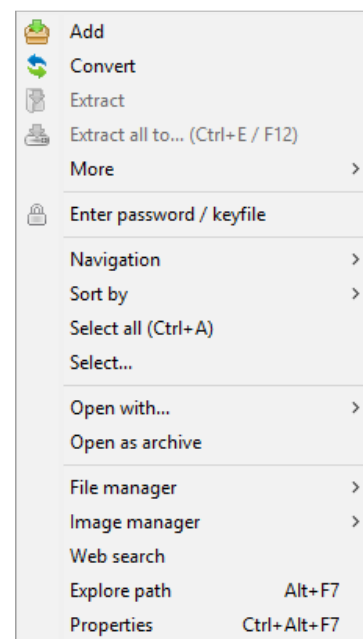 Add
Convert
Extract
Extract all to... (Ctrl+E / F12)
More
Enter password / keyfile
Navigation
Sort by
Select all (Ctrl+A)
Select...
Open with...
Open as archive
File manager
Image manager
Web search
Explore path Alt+F7
Properties Ctrl+Alt+F7